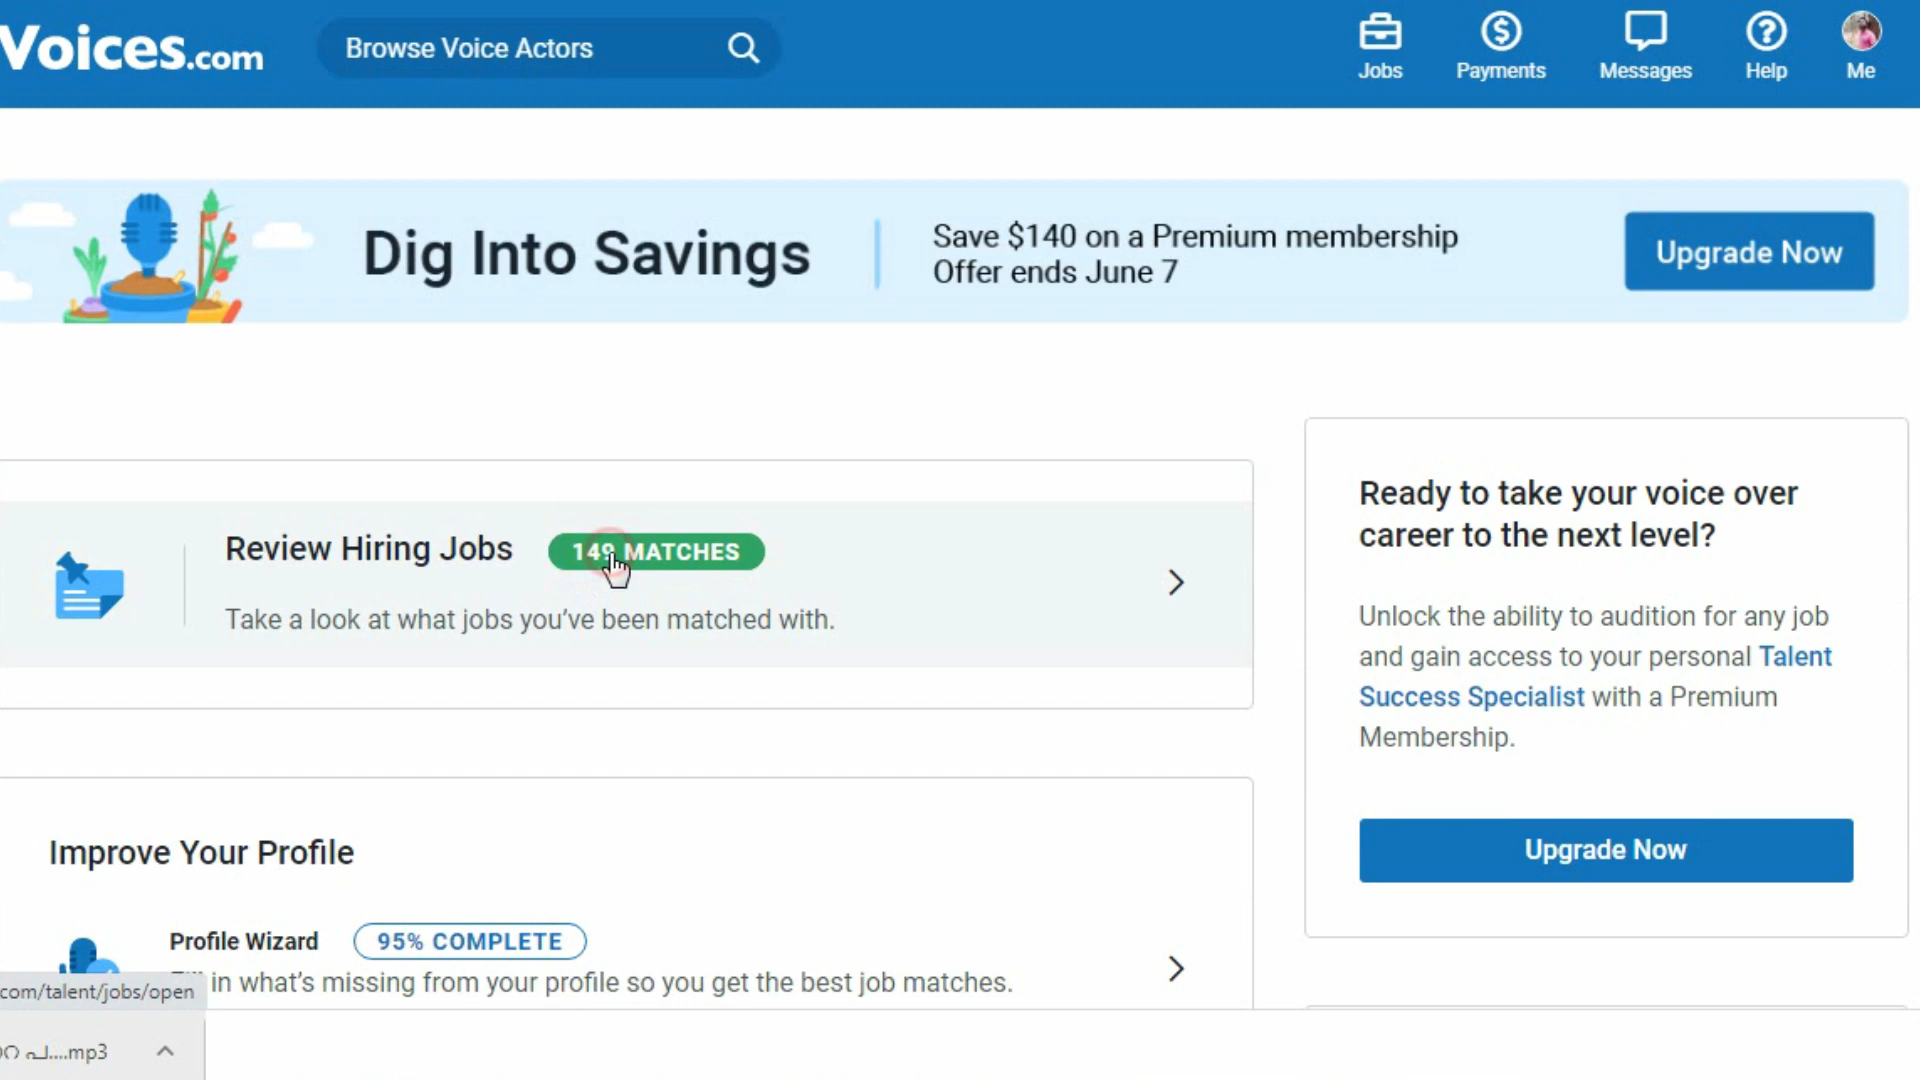 Voices.com
Browse Voice Actors
Jobs
Payments
Messages
Help
Me
Dig Into Savings
Save $140 on a Premium membership
Offer ends June 7
Upgrade Now
Review Hiring Jobs
149 MATCHES
Take a look at what jobs you've been matched with.
Ready to take your voice over
career to the next level?
Unlock the ability to audition for any job
and gain access to your personal Talent
Success Specialist with a Premium
Membership.
Upgrade Now
Improve Your Profile
Profile Wizard
95% COMPLETE
in what's missing from your profile so you get the best job matches.
com/talent/jobs/open
പ....mp3